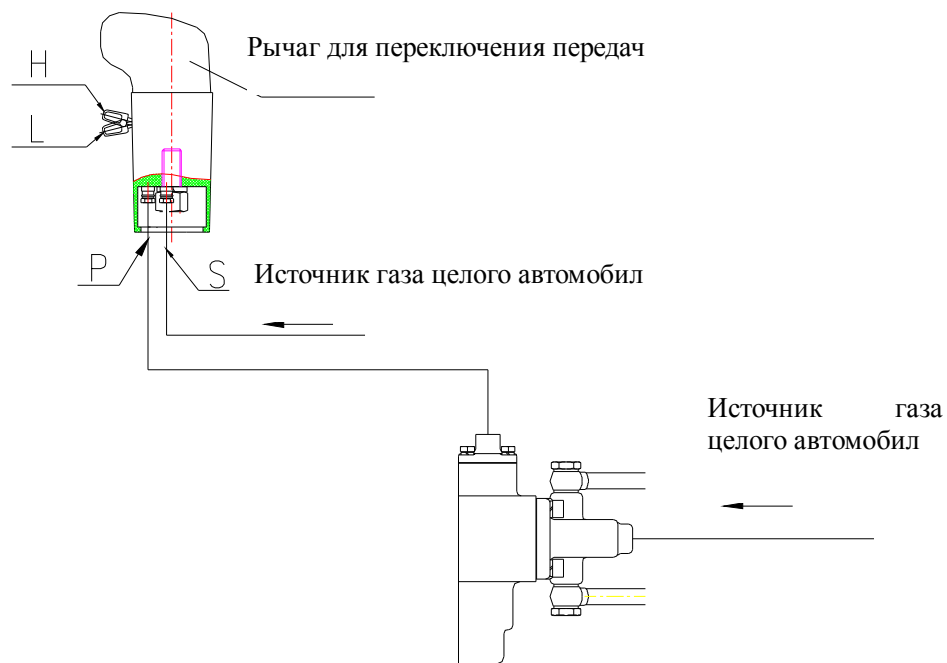 H
Рычаг для переключения передач
L
P
S
Источник газа целого автомобил
Источник газа
целого автомобил